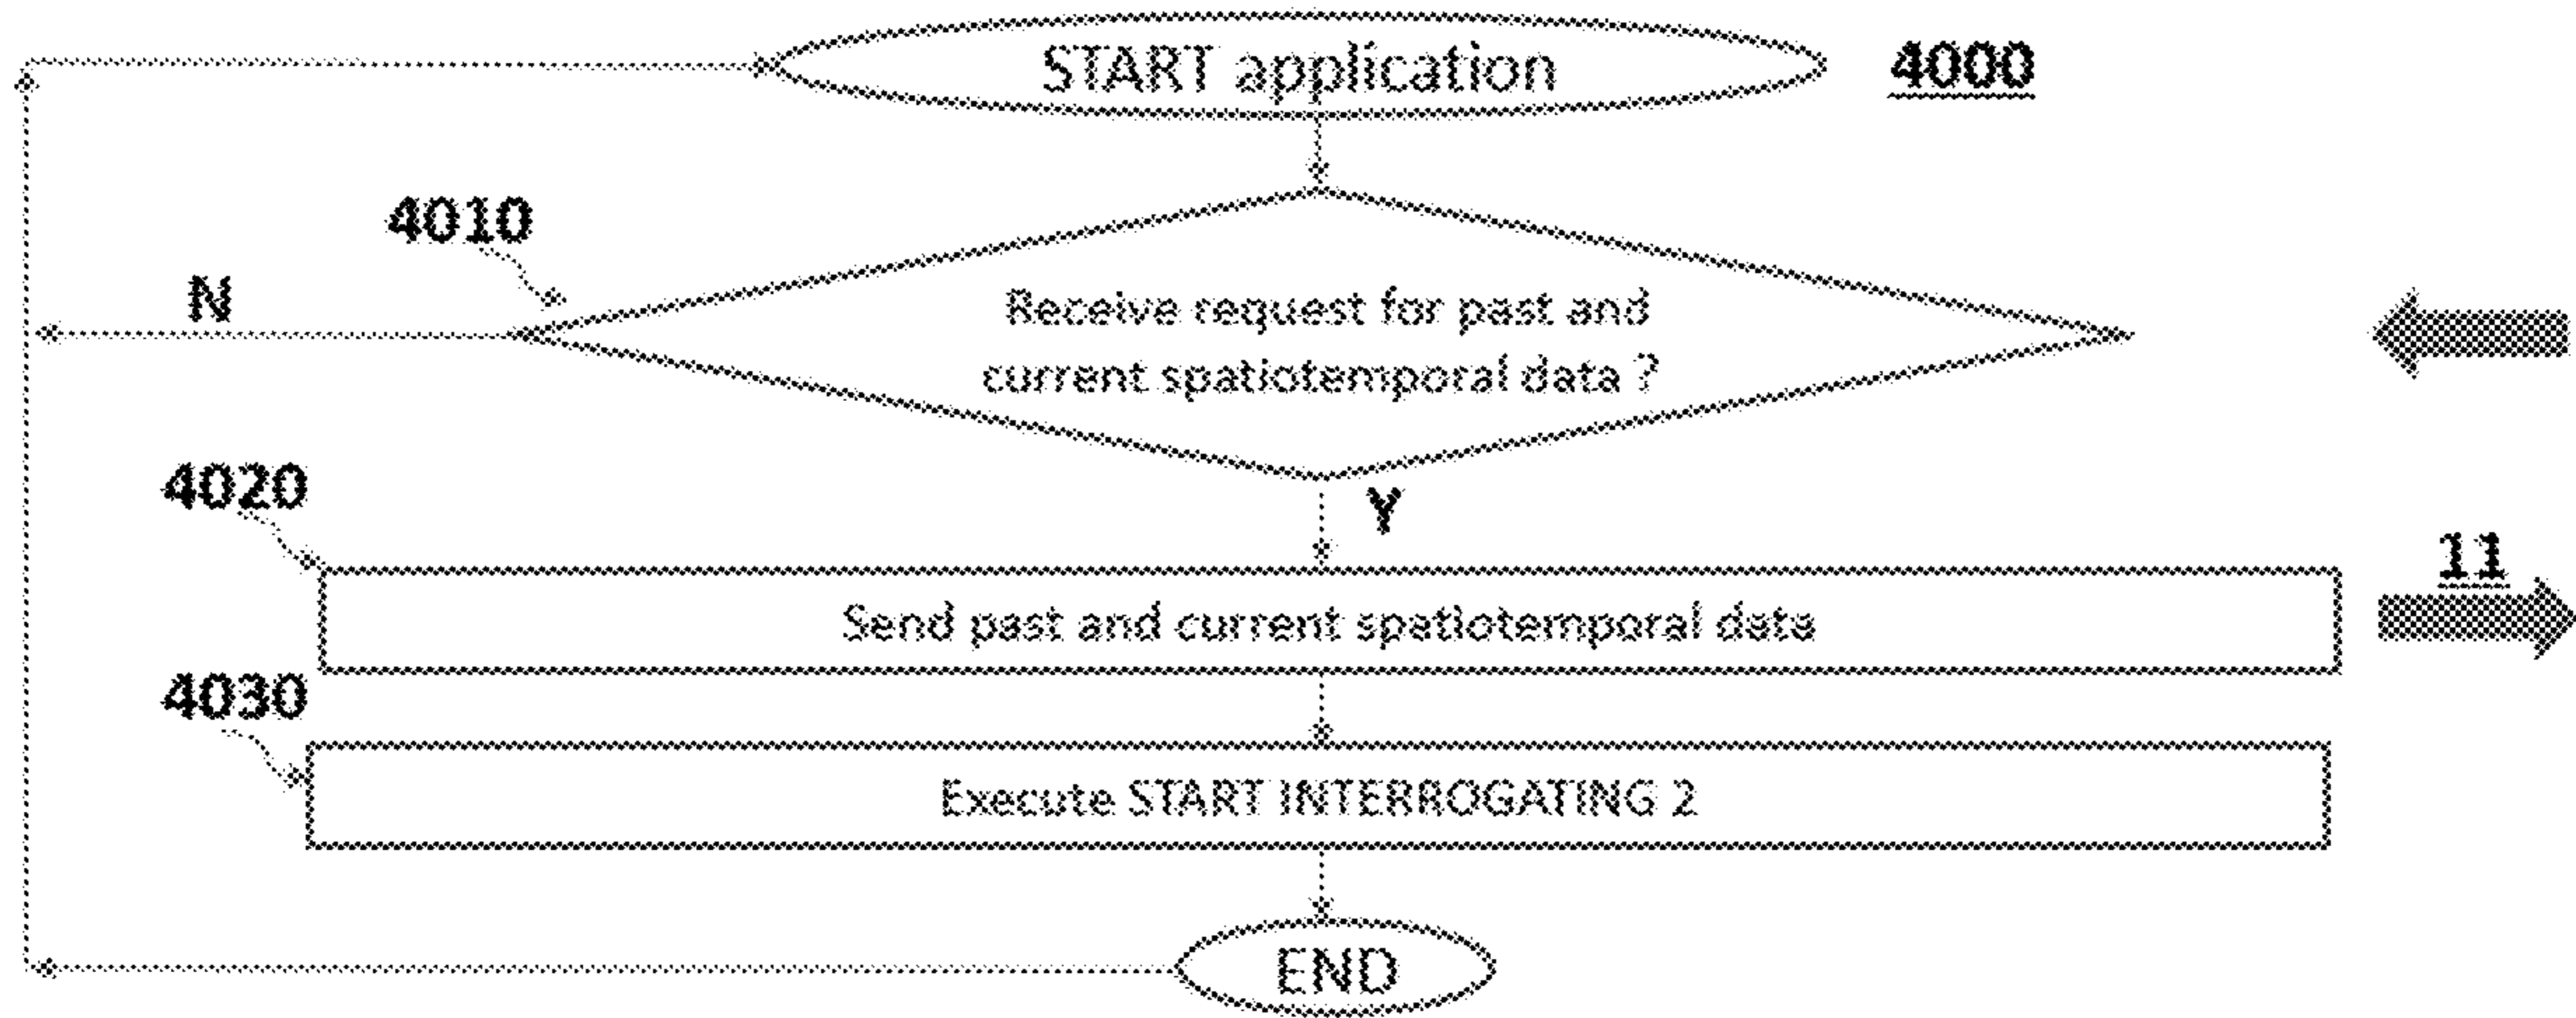 START application
4000
4010
N
Receive request for past and
current spatiotemporal data ?
4020
Y
11
Send past and current spatiotemporal data
4030
Execute START INTERROGATING 2
END